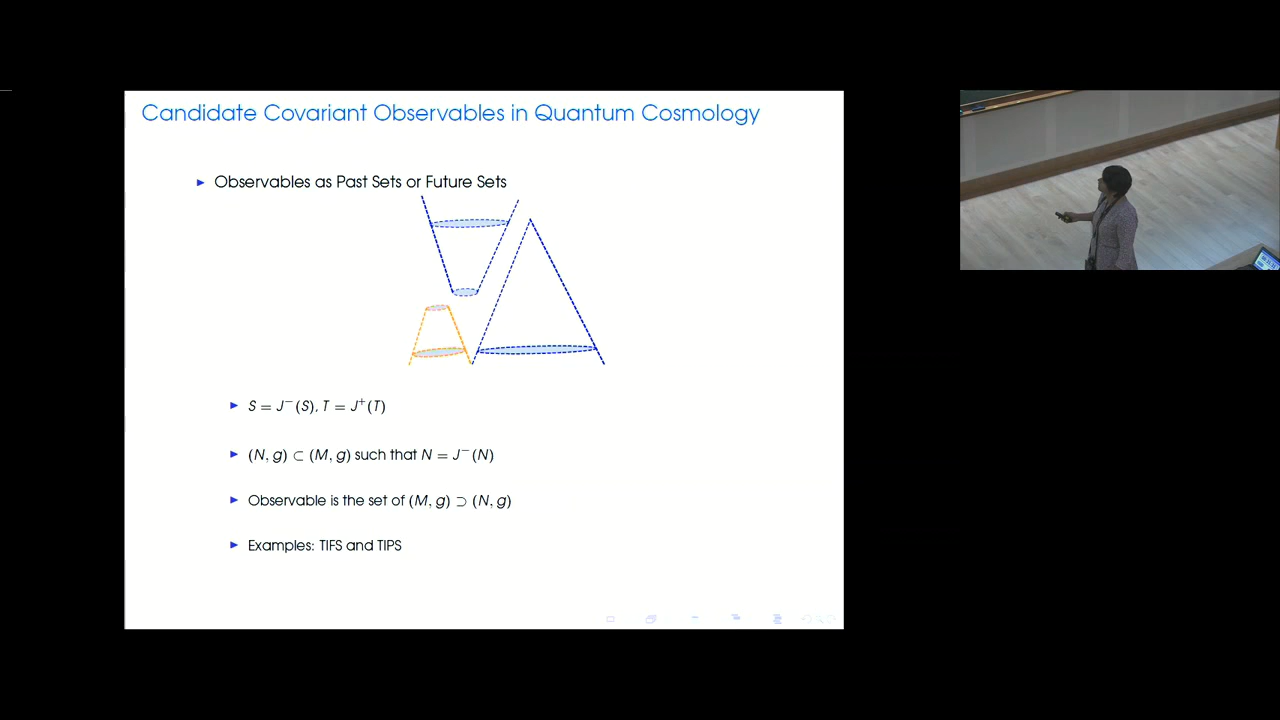 Candidate Covariant Observables in Quantum Cosmology
► Observables as Past Sets or Future Sets
► S = J⁻(S), T = J⁺(T)
► (N, g) ⊂ (M, g) such that N = J⁻(N)
► Observable is the set of (M, g) ⊃ (N, g)
► Examples: TIFS and TIPS